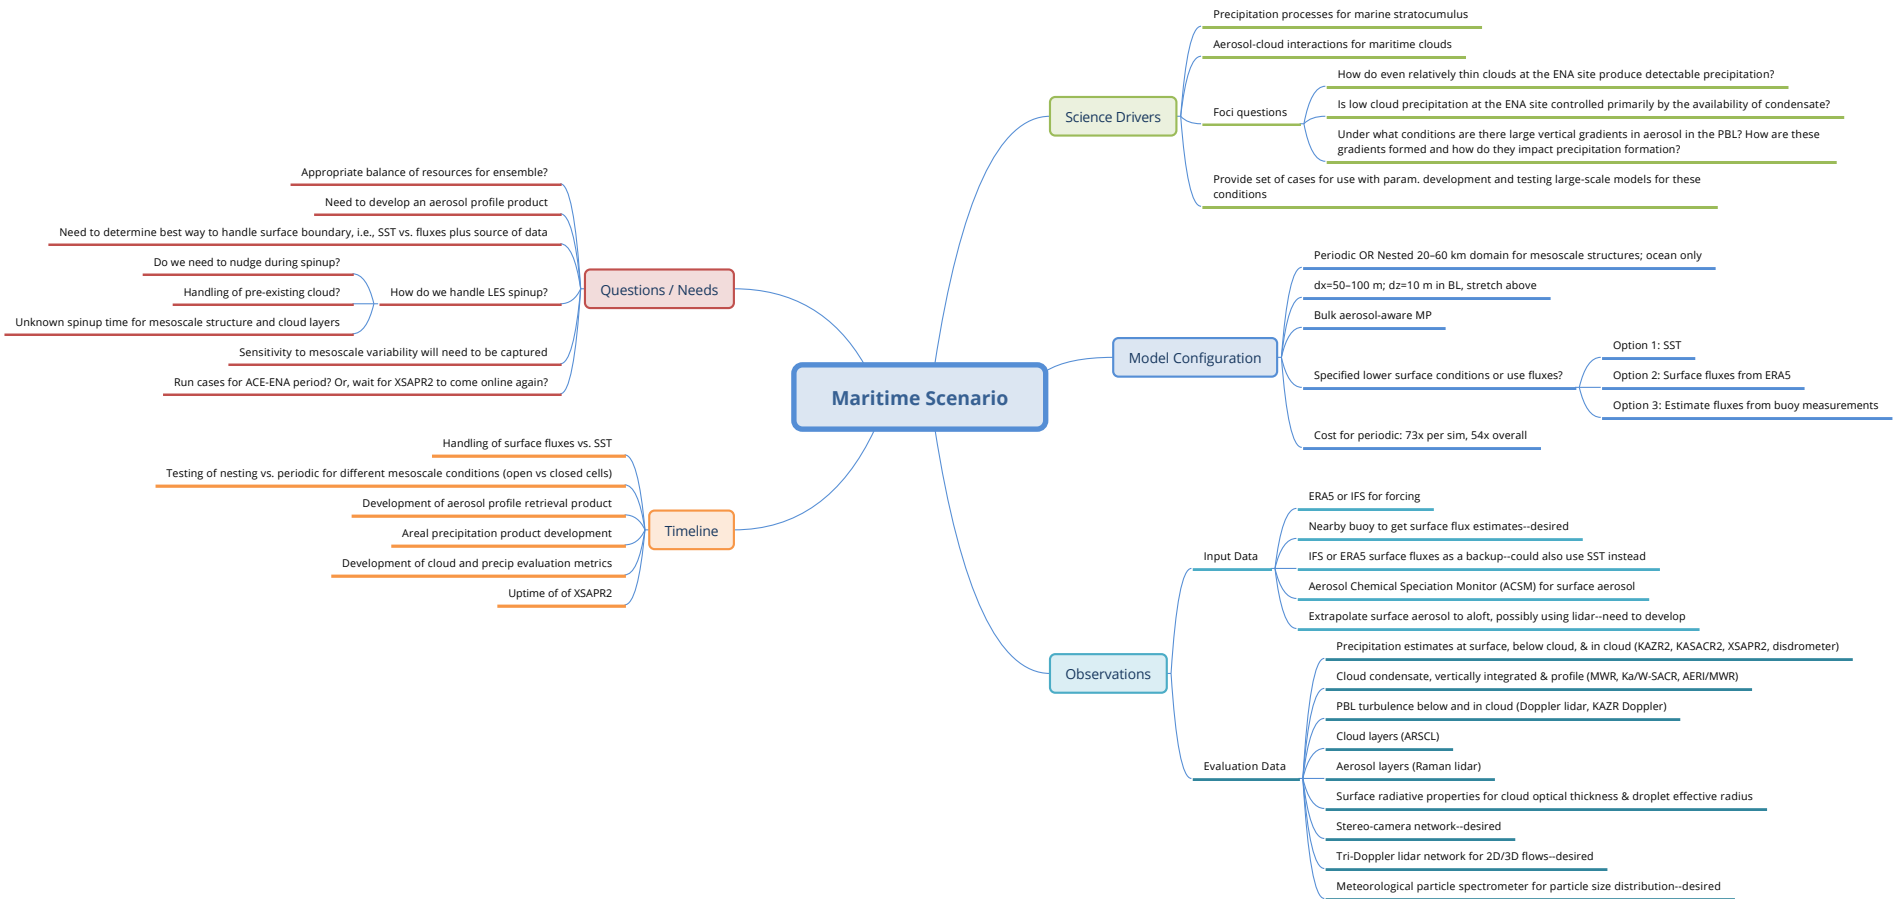 Maritime Scenario
Science Drivers
Precipitation processes for marine stratocumulus
Aerosol-cloud interactions for maritime clouds
Foci questions
How do even relatively thin clouds at the ENA site produce detectable precipitation?
Is low cloud precipitation at the ENA site controlled primarily by the availability of condensate?
Under what conditions are there large vertical gradients in aerosol in the PBL? How are these
gradients formed and how do they impact precipitation formation?
Provide set of cases for use with param. development and testing large-scale models for these
conditions
Model Configuration
Periodic OR Nested 20–60 km domain for mesoscale structures; ocean only
dx=50–100 m; dz=10 m in BL, stretch above
Bulk aerosol-aware MP
Specified lower surface conditions or use fluxes?
Option 1: SST
Option 2: Surface fluxes from ERA5
Option 3: Estimate fluxes from buoy measurements
Cost for periodic: 73x per sim, 54x overall
Observations
Input Data
ERA5 or IFS for forcing
Nearby buoy to get surface flux estimates--desired
IFS or ERA5 surface fluxes as a backup--could also use SST instead
Aerosol Chemical Speciation Monitor (ACSM) for surface aerosol
Extrapolate surface aerosol to aloft, possibly using lidar--need to develop
Evaluation Data
Precipitation estimates at surface, below cloud, & in cloud (KAZR2, KASACR2, XSAPR2, disdrometer)
Cloud condensate, vertically integrated & profile (MWR, Ka/W-SACR, AERI/MWR)
PBL turbulence below and in cloud (Doppler lidar, KAZR Doppler)
Cloud layers (ARSCL)
Aerosol layers (Raman lidar)
Surface radiative properties for cloud optical thickness & droplet effective radius
Stereo-camera network--desired
Tri-Doppler lidar network for 2D/3D flows--desired
Meteorological particle spectrometer for particle size distribution--desired
Questions / Needs
Appropriate balance of resources for ensemble?
Need to develop an aerosol profile product
Need to determine best way to handle surface boundary, i.e., SST vs. fluxes plus source of data
How do we handle LES spinup?
Do we need to nudge during spinup?
Handling of pre-existing cloud?
Unknown spinup time for mesoscale structure and cloud layers
Sensitivity to mesoscale variability will need to be captured
Run cases for ACE-ENA period? Or, wait for XSAPR2 to come online again?
Timeline
Handling of surface fluxes vs. SST
Testing of nesting vs. periodic for different mesoscale conditions (open vs closed cells)
Development of aerosol profile retrieval product
Areal precipitation product development
Development of cloud and precip evaluation metrics
Uptime of of XSAPR2